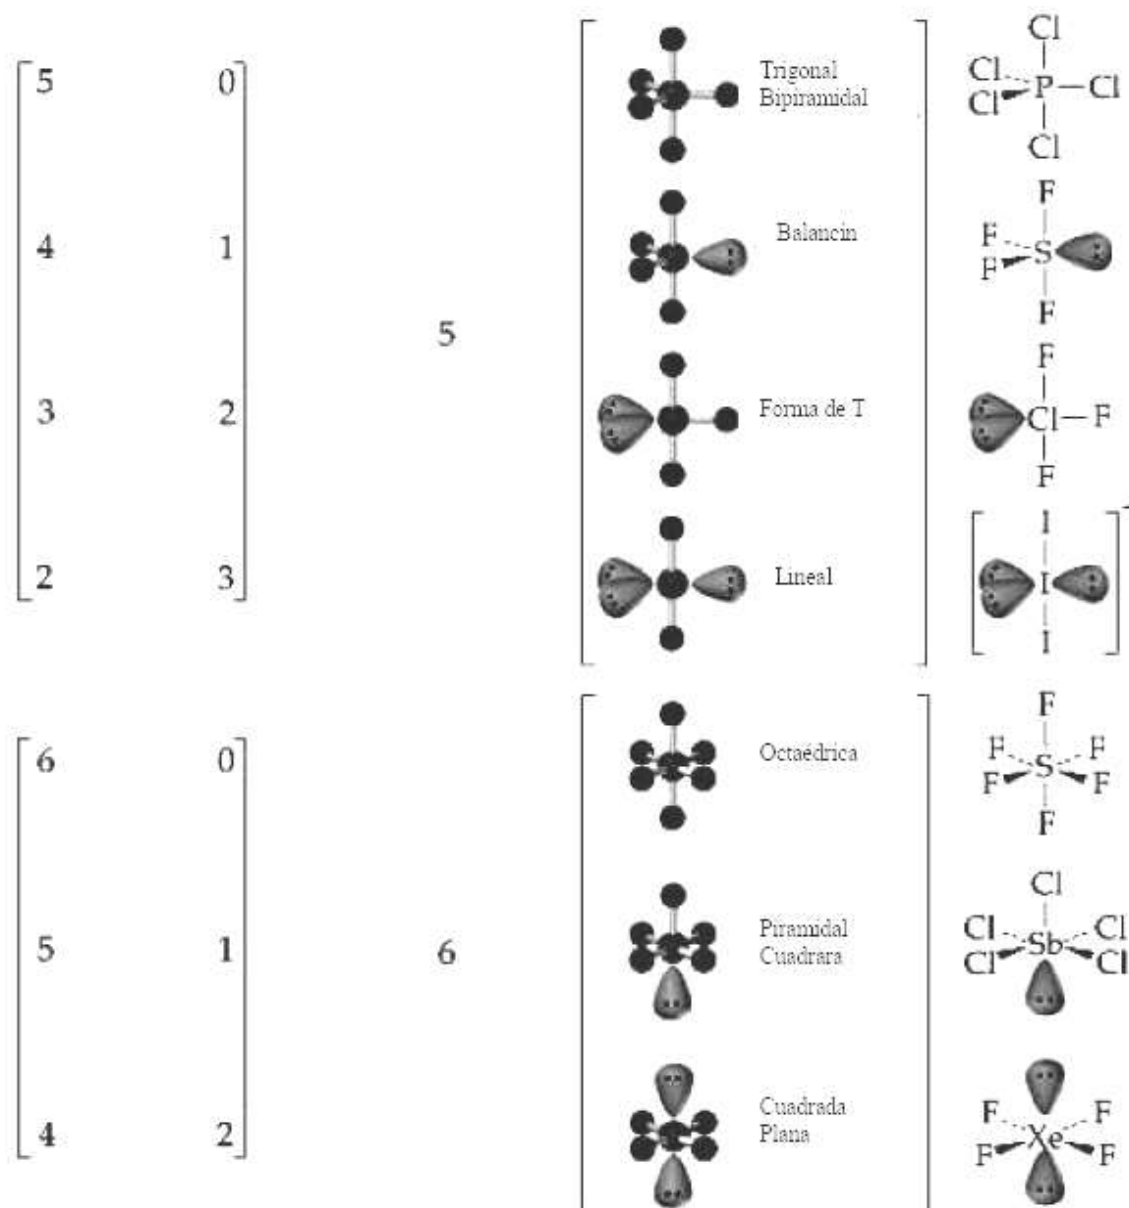 Cl
5 0 Trigonal
Bipiramidal
Cl
Cl P Cl
Cl
F
4 1 Balancin
F
F S
F
5
F
3 2 Forma de T
Cl F
F
I
2 3 Lineal
I
I
F
6 0 Octaédrica
F F
F S F
F
Cl
5 1 6 Piramidal
Cuadrara
Cl Cl
Cl Sb Cl
4 2 Cuadrada
Plana
F F
F Xe F